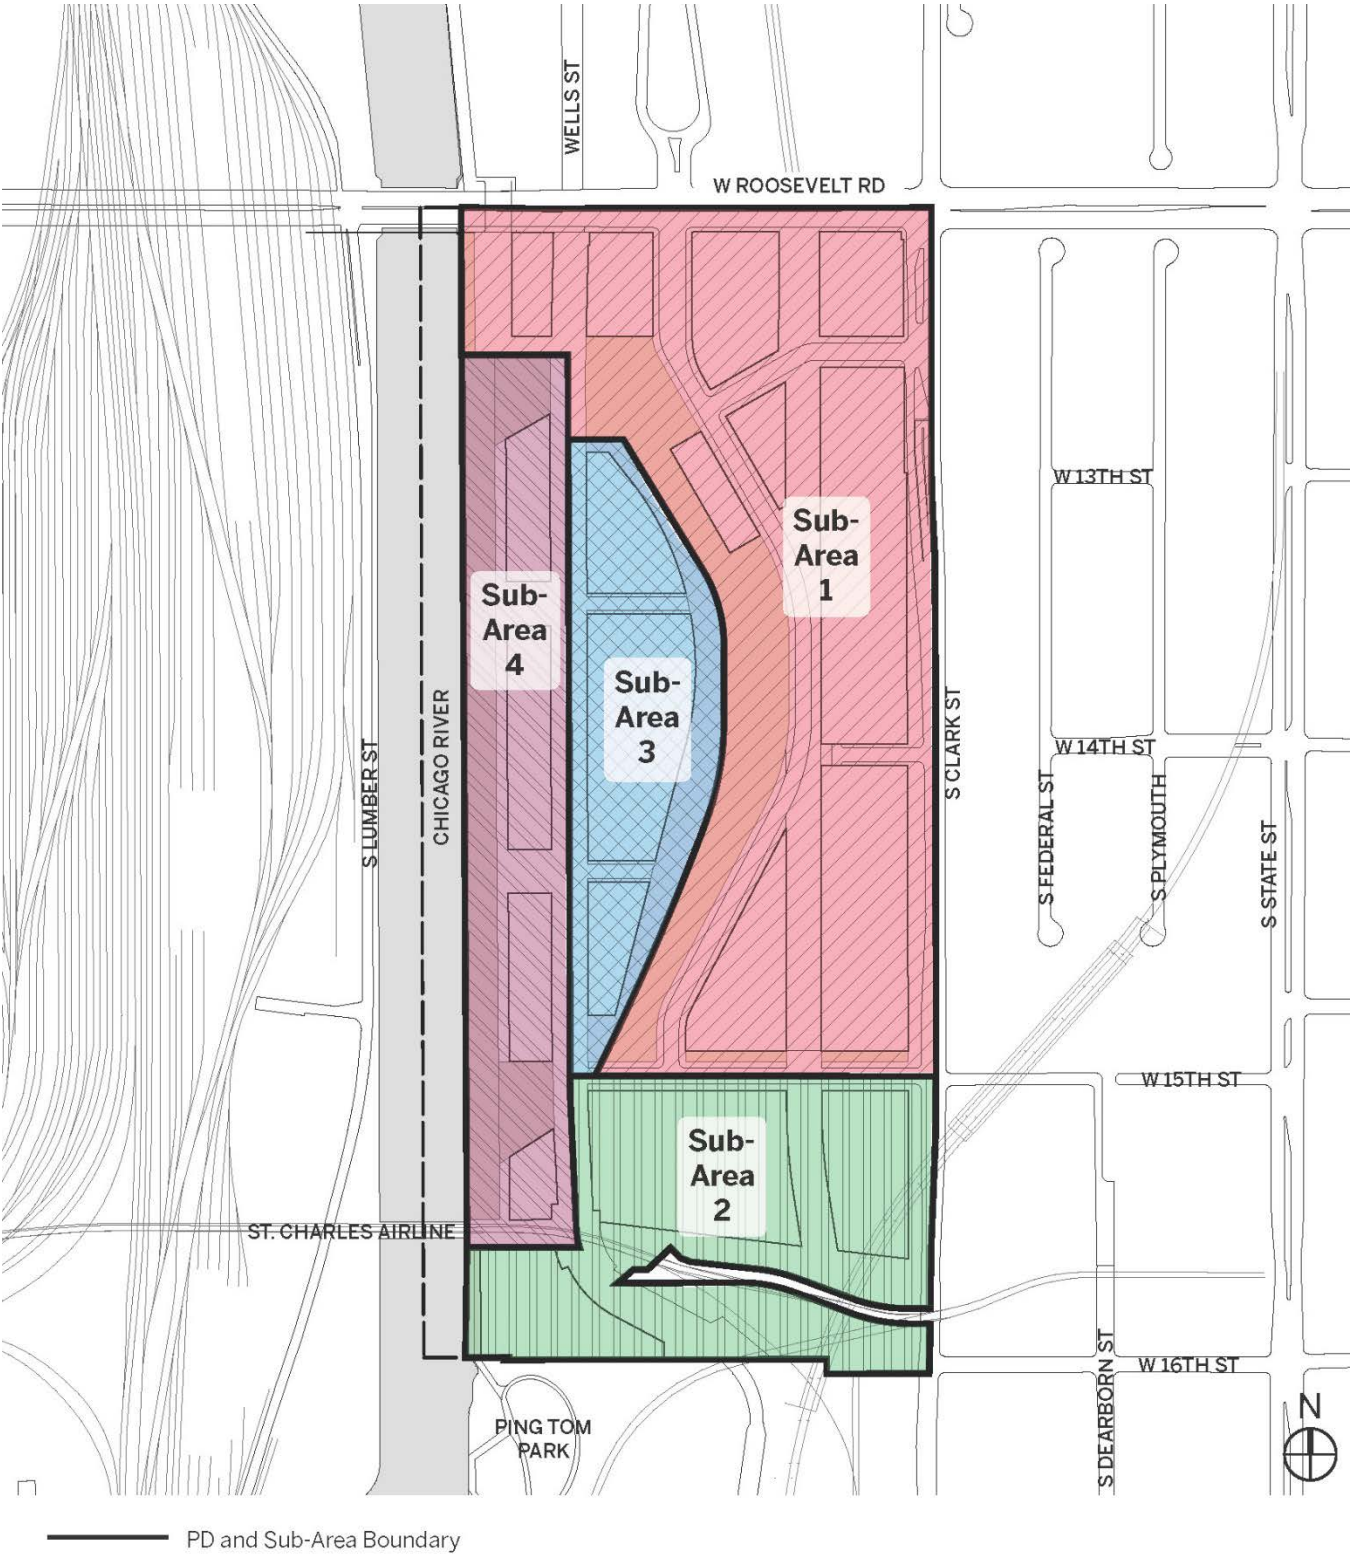 WELLS ST
W ROOSEVELT RD
W 13TH ST
Sub-
Area
1
Sub-
Area
4
Sub-
Area
3
S LUMBER ST
CHICAGO RIVER
S CLARK ST
W 14TH ST
S FEDERAL ST
S PLYMOUTH
S STATE ST
W 15TH ST
Sub-
Area
2
ST. CHARLES AIRLINE
S DEARBORN ST
W 16TH ST
PING TOM
PARK
N
PD and Sub-Area Boundary